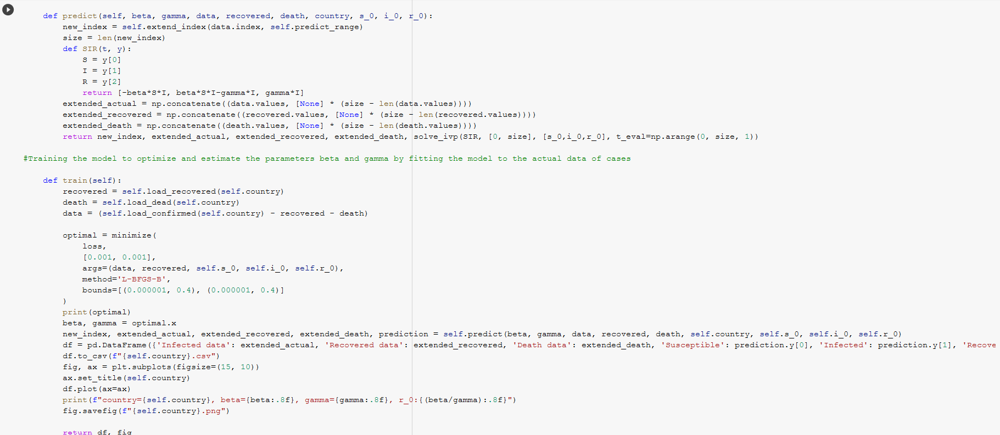 def predict(self, beta, gamma, data, recovered, death, country, s_0, i_0, r_0):
new_index = self.extend_index(data.index, self.predict_range)
size = len(new_index)
def SIR(t, y):
S = y[0]
I = y[1]
R = y[2]
return [-beta*S*I, beta*S*I-gamma*I, gamma*I]
extended_actual = np.concatenate((data.values, [None] * (size - len(data.values))))
extended_recovered = np.concatenate((recovered.values, [None] * (size - len(recovered.values))))
extended_death = np.concatenate((death.values, [None] * (size - len(death.values))))
return new_index, extended_actual, extended_recovered, extended_death, solve_ivp(SIR, [0, size], [s_0,i_0,r_0], t_eval=np.arange(0, size, 1))
#Training the model to optimize and estimate the parameters beta and gamma by fitting the model to the actual data of cases
def train(self):
recovered = self.load_recovered(self.country)
death = self.load_dead(self.country)
data = (self.load_confirmed(self.country) - recovered - death)
optimal = minimize(
loss,
[0.001, 0.001],
args=(data, recovered, self.s_0, self.i_0, self.r_0),
method='L-BFGS-B',
bounds=[(0.000001, 0.4), (0.000001, 0.4)]
)
print(optimal)
beta, gamma = optimal.x
new_index, extended_actual, extended_recovered, extended_death, prediction = self.predict(beta, gamma, data, recovered, death, self.country, self.s_0, self.i_0, self.r_0)
df = pd.DataFrame({'Infected data': extended_actual, 'Recovered data': extended_recovered, 'Death data': extended_death, 'Susceptible': prediction.y[0], 'Infected': prediction.y[1], 'Recove
df.to_csv(f"{self.country}.csv")
fig, ax = plt.subplots(figsize=(15, 10))
ax.set_title(self.country)
df.plot(ax=ax)
print(f"country={self.country}, beta={beta:.8f}, gamma={gamma:.8f}, r_0:{(beta/gamma):.8f}")
fig.savefig(f"{self.country}.png")
return df, fig